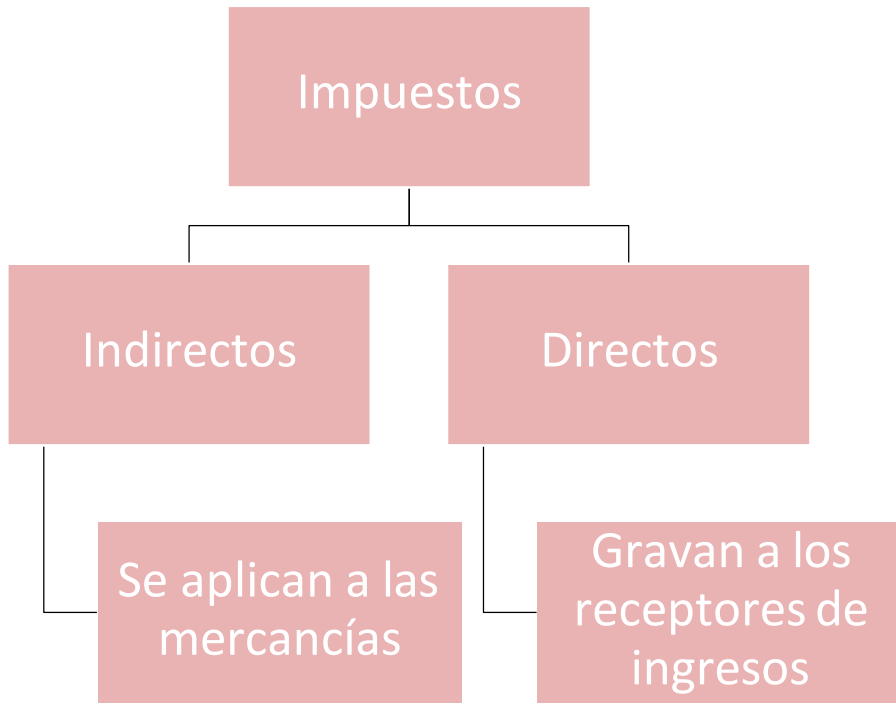 Impuestos
Indirectos
Directos
Se aplican a las
mercancías
Gravan a los
receptores de
ingresos